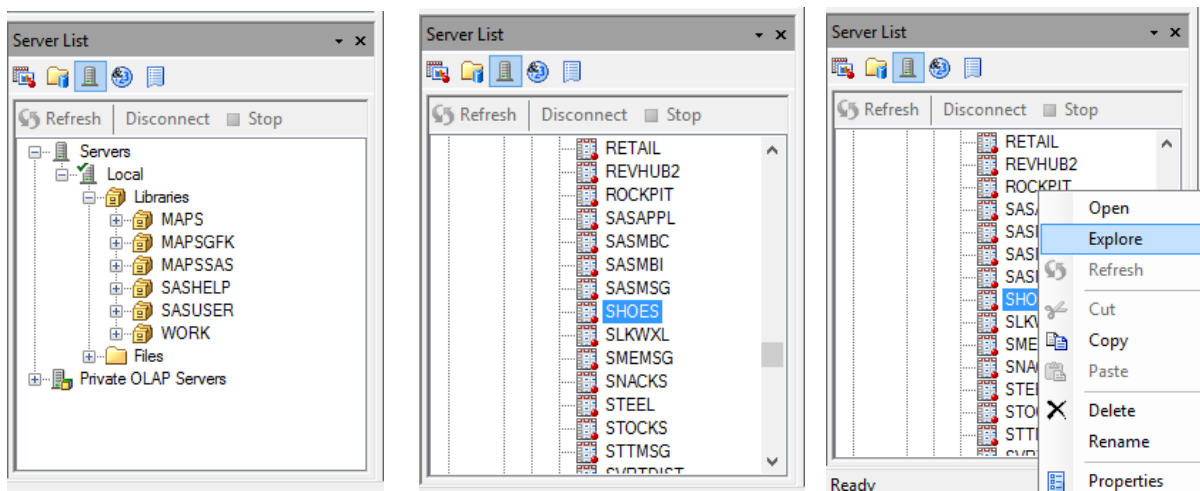 Server List
Refresh Disconnect Stop
Servers
Local
Libraries
MAPS
MAPSGFK
MAPSSAS
SASHELP
SASUSER
WORK
Files
Private OLAP Servers
Server List
Refresh Disconnect Stop
RETAIL
REVHUB2
ROCKPIT
SASAPPL
SASMBC
SASMBI
SASMSG
SHOES
SLKWXL
SMEMSG
SNACKS
STEEL
STOCKS
STTMSG
Server List
Refresh Disconnect Stop
RETAIL
REVHUB2
ROCKPIT
Open
Explore
Refresh
Cut
Copy
Paste
Delete
Rename
Properties
Ready